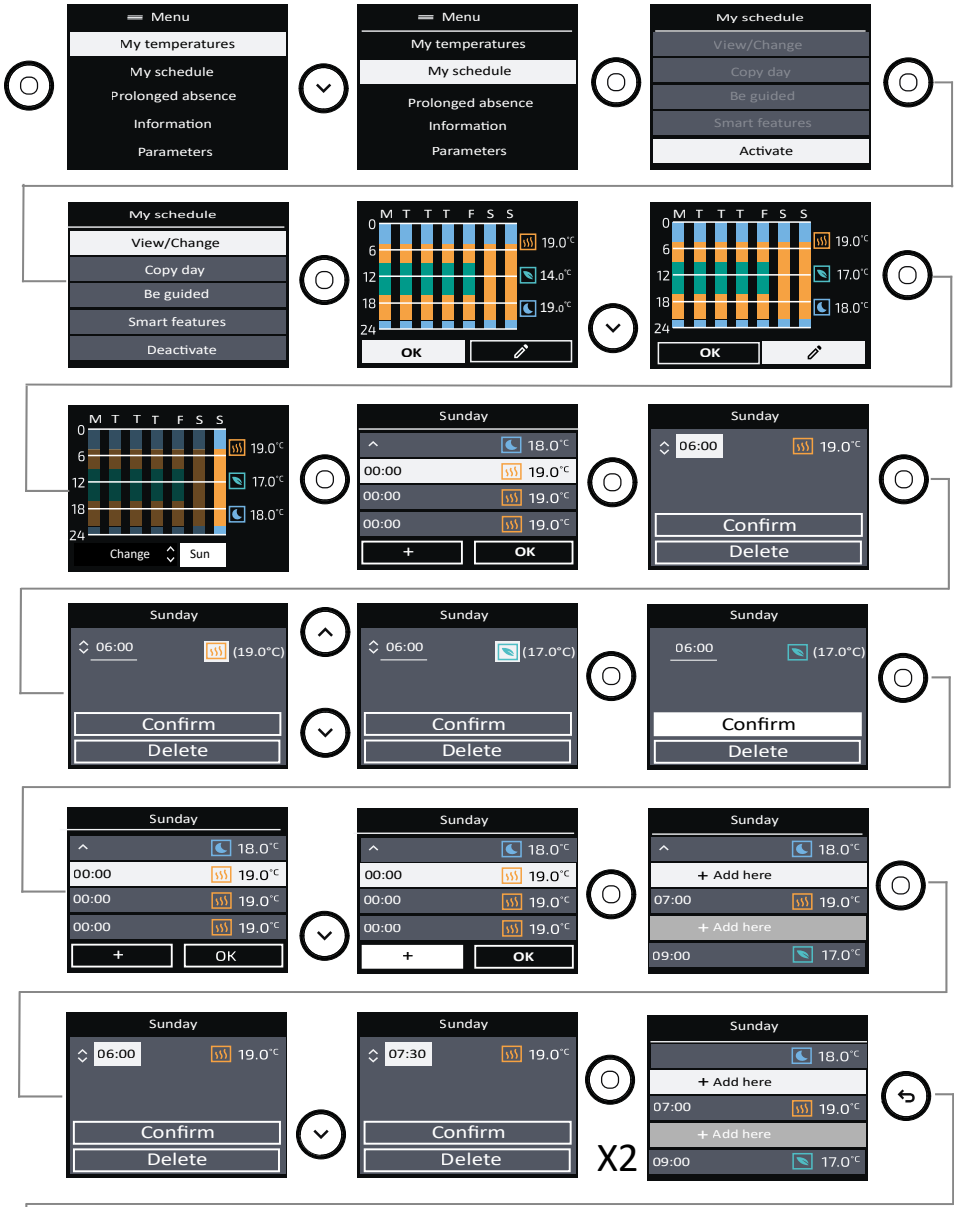 Menu
My temperatures
My schedule
Prolonged absence
Information
Parameters
Menu
My temperatures
My schedule
Prolonged absence
Information
Parameters
My schedule
View/Change
Copy day
Be guided
Smart features
Activate
My schedule
View/Change
Copy day
Be guided
Smart features
Deactivate
M T T T F S S
0
6 19.0°C
12 14.0°C
18 19.0°C
24
OK
M T T T F S S
0
6 19.0°C
12 17.0°C
18 18.0°C
24
OK
M T T T F S S
0
6 19.0°C
12 17.0°C
18 18.0°C
24
Change Sun
Sunday
18.0°C
00:00 19.0°C
00:00 19.0°C
00:00 19.0°C
+ OK
Sunday
06:00 19.0°C
Confirm
Delete
Sunday
06:00 (19.0°C)
Confirm
Delete
Sunday
06:00 (17.0°C)
Confirm
Delete
Sunday
06:00 (17.0°C)
Confirm
Delete
Sunday
18.0°C
00:00 19.0°C
00:00 19.0°C
00:00 19.0°C
+ OK
Sunday
18.0°C
00:00 19.0°C
00:00 19.0°C
00:00 19.0°C
+ OK
Sunday
18.0°C
+ Add here
07:00 19.0°C
+ Add here
09:00 17.0°C
Sunday
06:00 19.0°C
Confirm
Delete
Sunday
07:30 19.0°C
Confirm
Delete
X2
Sunday
18.0°C
+ Add here
07:00 19.0°C
+ Add here
09:00 17.0°C